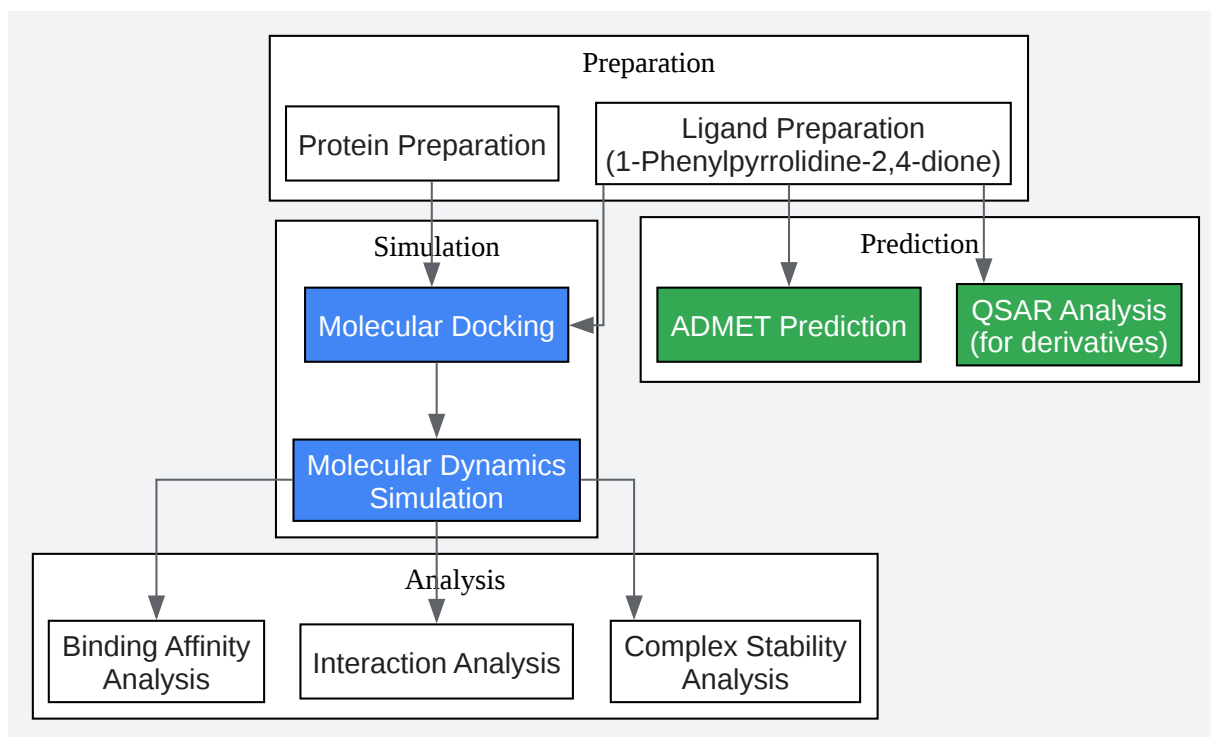 Preparation
Protein Preparation
Ligand Preparation
(1-Phenylpyrrolidine-2,4-dione)
Simulation
Prediction
Molecular Docking
ADMET Prediction
QSAR Analysis
(for derivatives)
Molecular Dynamics
Simulation
Analysis
Binding Affinity
Analysis
Interaction Analysis
Complex Stability
Analysis